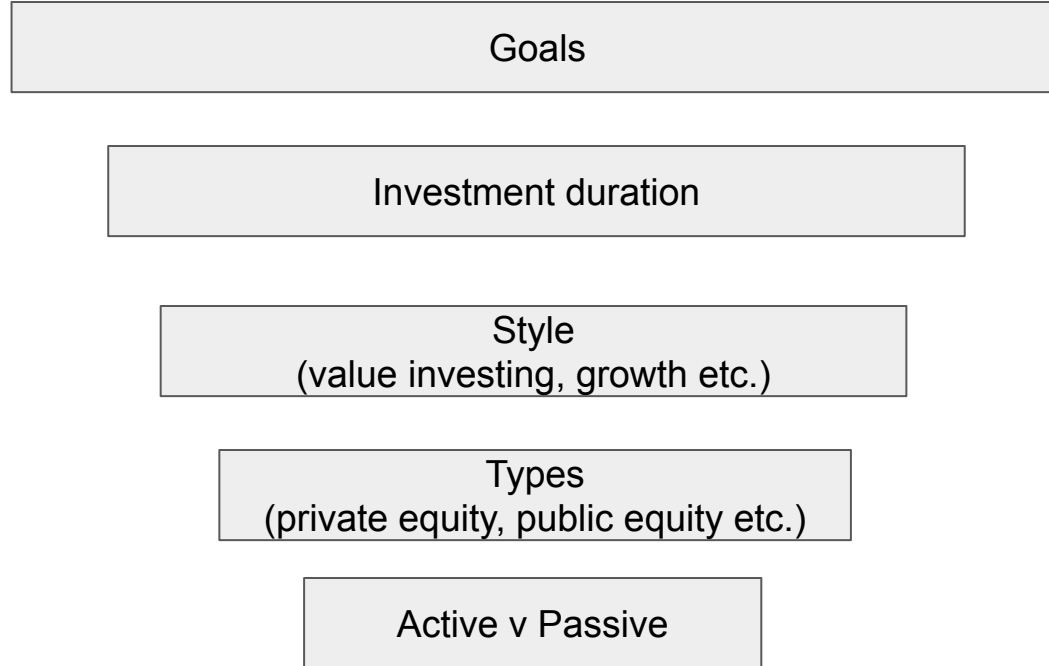 Goals
Investment duration
Style
(value investing, growth etc.)
Types
(private equity, public equity etc.)
Active v Passive